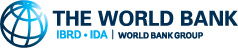 THE WORLD BANK
IBRD • IDA | WORLD BANK GROUP